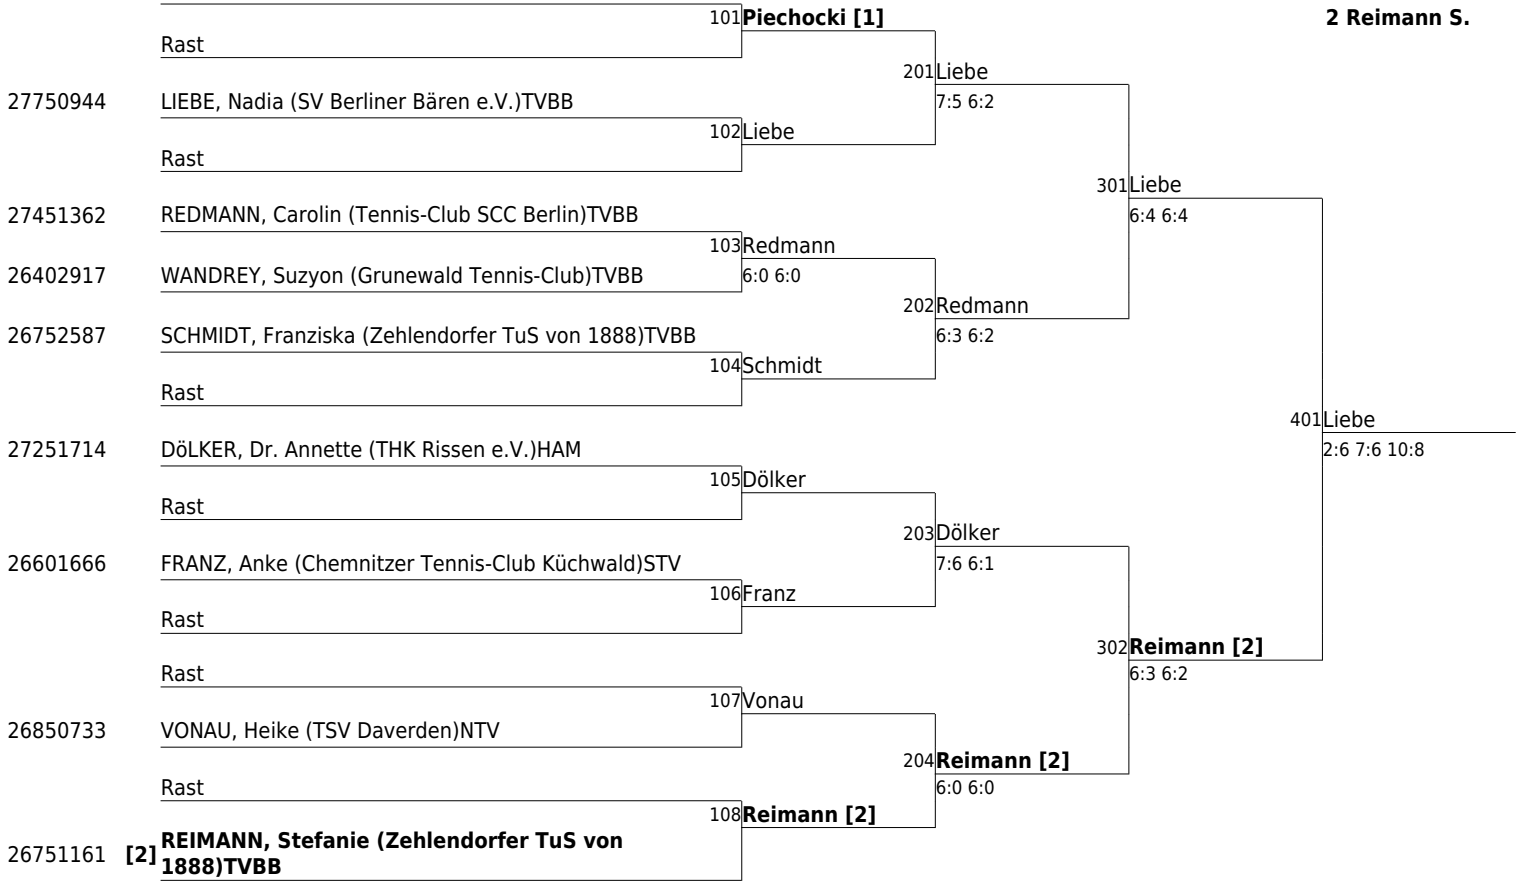 101 Piechocki [1]
2 Reimann S.
Rast
201 Liebe
27750944 LIEBE, Nadia (SV Berliner Bären e.V.)TVBB
7:5 6:2
102 Liebe
Rast
301 Liebe
27451362 REDMANN, Carolin (Tennis-Club SCC Berlin)TVBB
6:4 6:4
103 Redmann
26402917 WANDREY, Suzyon (Grunewald Tennis-Club)TVBB
6:0 6:0
202 Redmann
26752587 SCHMIDT, Franziska (Zehlendorfer TuS von 1888)TVBB
6:3 6:2
104 Schmidt
Rast
401 Liebe
27251714 DöLKER, Dr. Annette (THK Rissen e.V.)HAM
2:6 7:6 10:8
105 Dölker
Rast
203 Dölker
26601666 FRANZ, Anke (Chemnitzer Tennis-Club Küchwald)STV
7:6 6:1
106 Franz
Rast
302 Reimann [2]
Rast
6:3 6:2
107 Vonau
26850733 VONAU, Heike (TSV Daverden)NTV
204 Reimann [2]
Rast
6:0 6:0
108 Reimann [2]
26751161 [2] REIMANN, Stefanie (Zehlendorfer TuS von
1888)TVBB